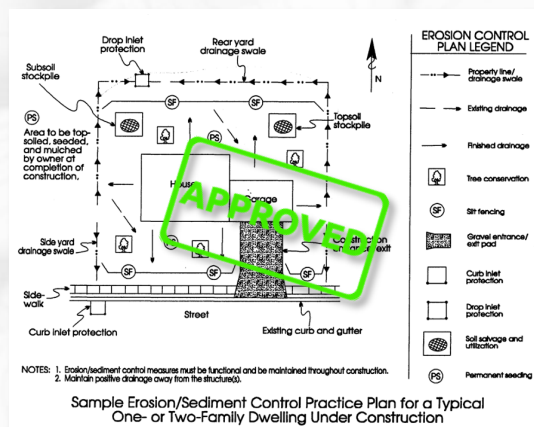 Drop Inlet
protection
Rear yard
drainage swale
Subsoil
stockpile
N
SF
SF
PS
PS
Topsoil
stockpile
Area to be top-
soiled, seeded,
and mulched
by owner at
completion of
construction.
House
Garage
APPROVED
Side yard
drainage swale
PS
Construction
exit
SF
SF
SF
Side-
walk
Curb inlet protection
Street
Existing curb and gutter
EROSION CONTROL
PLAN LEGEND
Property line/
drainage swale
Existing drainage
Finished drainage
Tree conservation
SF
Silt fencing
Gravel entrance/
exit pad
Curb inlet
protection
Drop inlet
protection
Soil salvage and
utilization
PS
Permanent seeding
NOTES: 1. Erosion/sediment control measures must be functional and be maintained throughout construction.
2. Maintain positive drainage away from the structure(s).
Sample Erosion/Sediment Control Practice Plan for a Typical
One- or Two-Family Dwelling Under Construction